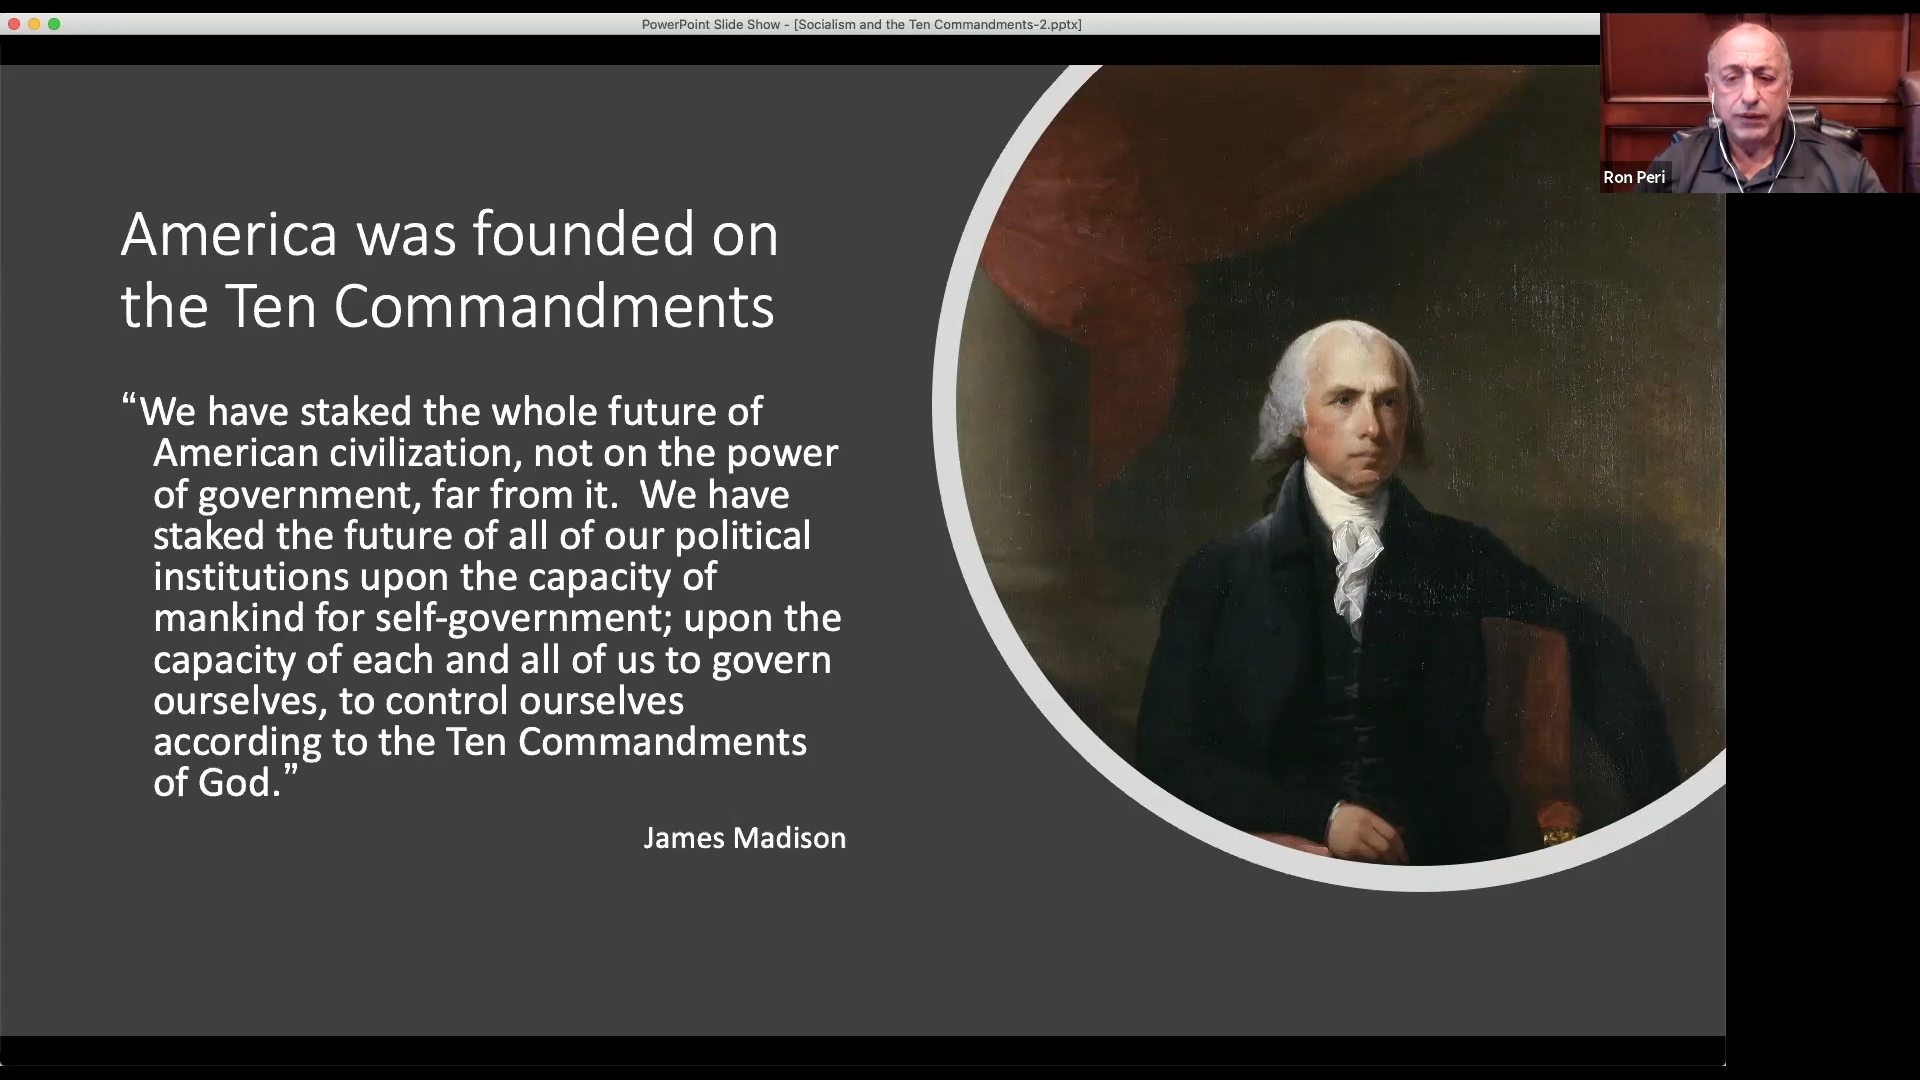 PowerPoint Slide Show - [Socialism and the Ten Commandments-2.pptx]
Ron Peri
America was founded on
the Ten Commandments
“We have staked the whole future of
American civilization, not on the power
of government, far from it.  We have
staked the future of all of our political
institutions upon the capacity of
mankind for self-government; upon the
capacity of each and all of us to govern
ourselves, to control ourselves
according to the Ten Commandments
of God.”
James Madison